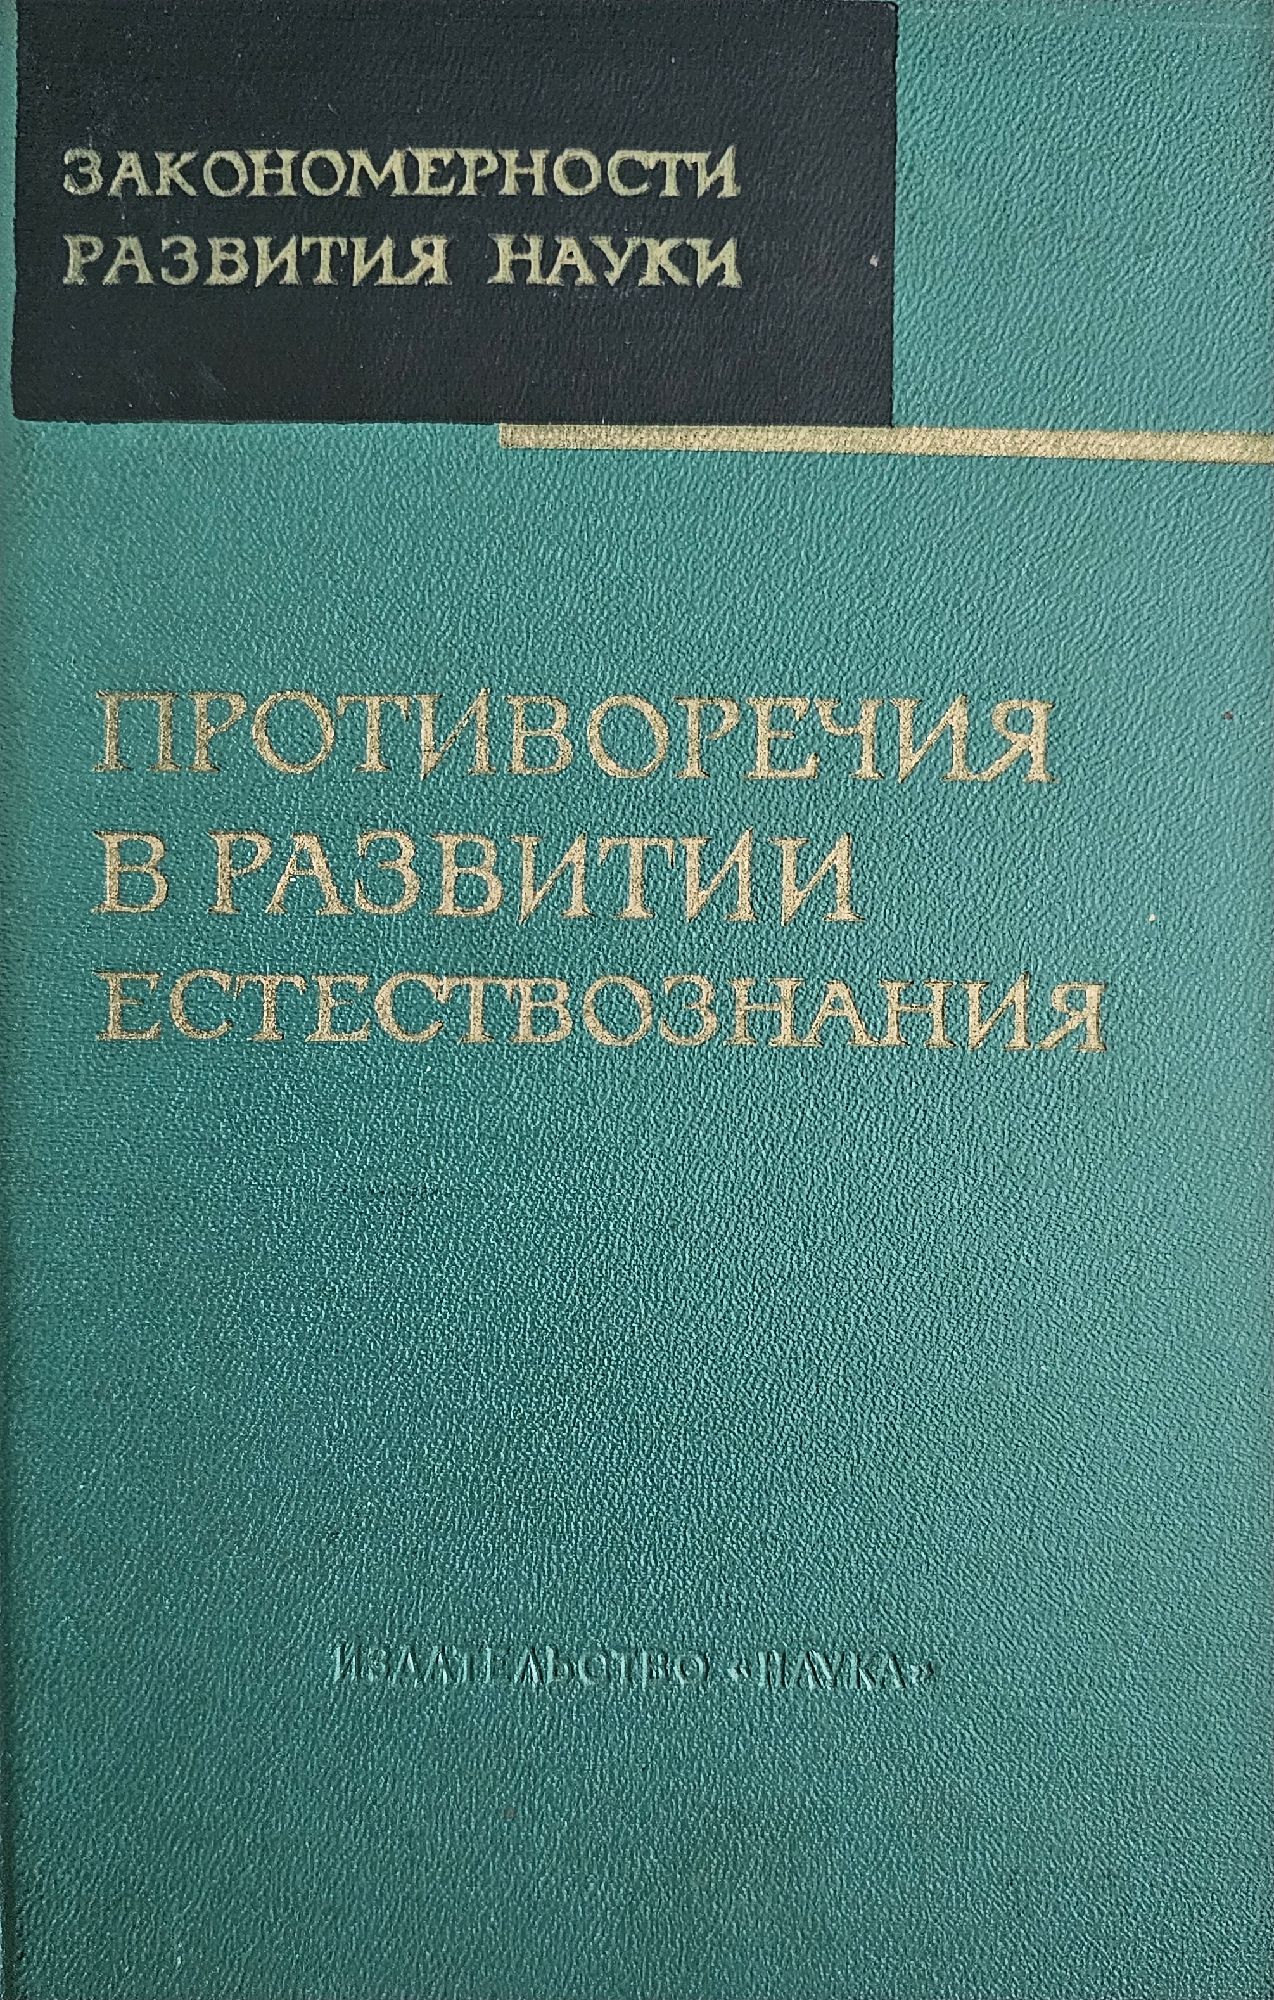 ЗАКОНОМЕРНОСТИ
РАЗВИТИЯ НАУКИ
ПРОТИВОРЕЧИЯ
В РАЗВИТИИ
ЕСТЕСТВОЗНАНИЯ
ИЗДАТЕЛЬСТВО «НАУКА»